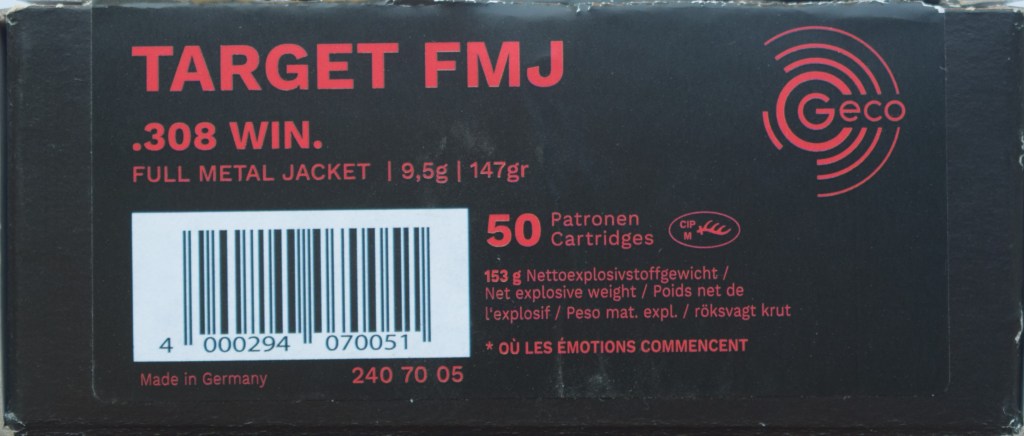 TARGET FMJ
Geco
.308 WIN.
FULL METAL JACKET | 9,5g | 147gr
50 Patronen
Cartridges
CIP
M
153 g Nettoexplosivstoffgewicht /
Net explosive weight / Poids net de
l'explosif / Peso mat. expl. / röksvagt krut
* OÙ LES ÉMOTIONS COMMENCENT
4 000294 070051
Made in Germany
240 70 05